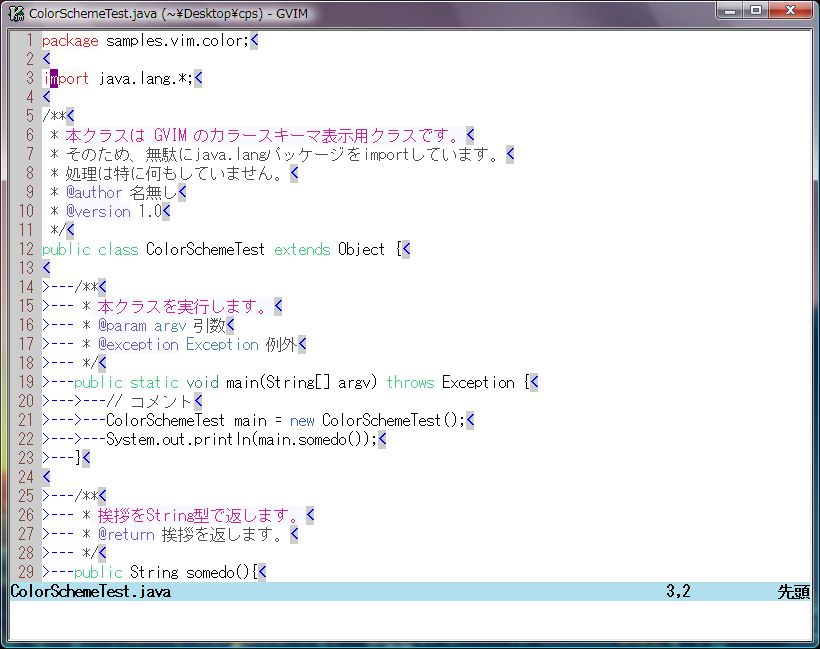 ColorSchemeTest.java (~¥Desktop¥cps) - GVIM
1 package samples.vim.color;<
2 <
3 import java.lang.*;<
4 <
5 /**<
6  * 本クラスは GVIM のカラースキーマ表示用クラスです。<
7  * そのため、無駄にjava.langパッケージをimportしています。<
8  * 処理は特に何もしていません。<
9  * @author 名無し<
10  * @version 1.0<
11  */<
12 public class ColorSchemeTest extends Object {<
13 <
14 >---/**<
15 >--- * 本クラスを実行します。<
16 >--- * @param argv 引数<
17 >--- * @exception Exception 例外<
18 >--- */<
19 >---public static void main(String[] argv) throws Exception {<
20 >--->---// コメント<
21 >--->---ColorSchemeTest main = new ColorSchemeTest();<
22 >--->---System.out.println(main.somedo());<
23 >---}<
24 <
25 >---/**<
26 >--- * 挨拶をString型で返します。<
27 >--- * @return 挨拶を返します。<
28 >--- */<
29 >---public String somedo(){<
ColorSchemeTest.java 3,2 先頭